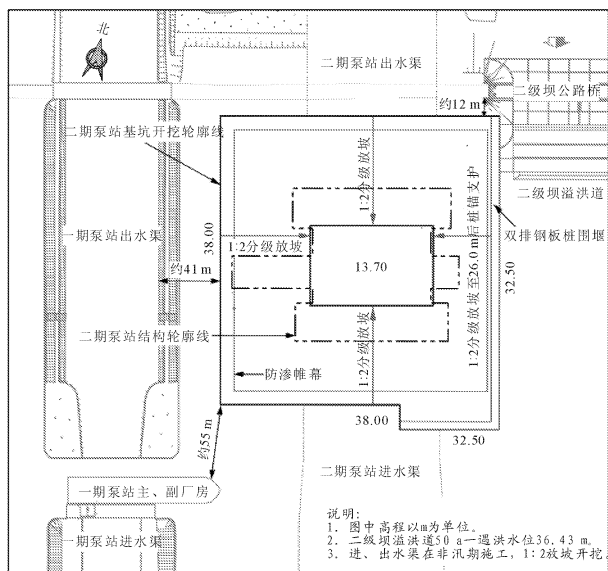 北
二期泵站出水渠
二级坝公路桥
约12 m
二期泵站基坑开挖轮廓线
二级坝溢洪道
1:2分级放坡
双排钢板桩围堰
一期泵站出水渠
38.00
1:2分级放坡
13.70
1:2分级放坡至26.0 m后桩锚支护
32.50
约41 m
二期泵站结构轮廓线
1:2分级放坡
防渗帷幕
38.00
32.50
约55 m
二期泵站进水渠
一期泵站主、副厂房
一期泵站进水渠
说明:
1. 图中高程以m为单位。
2. 二级坝溢洪道50 a一遇洪水位36.43 m。
3. 进、出水渠在非汛期施工，1:2放坡开挖。